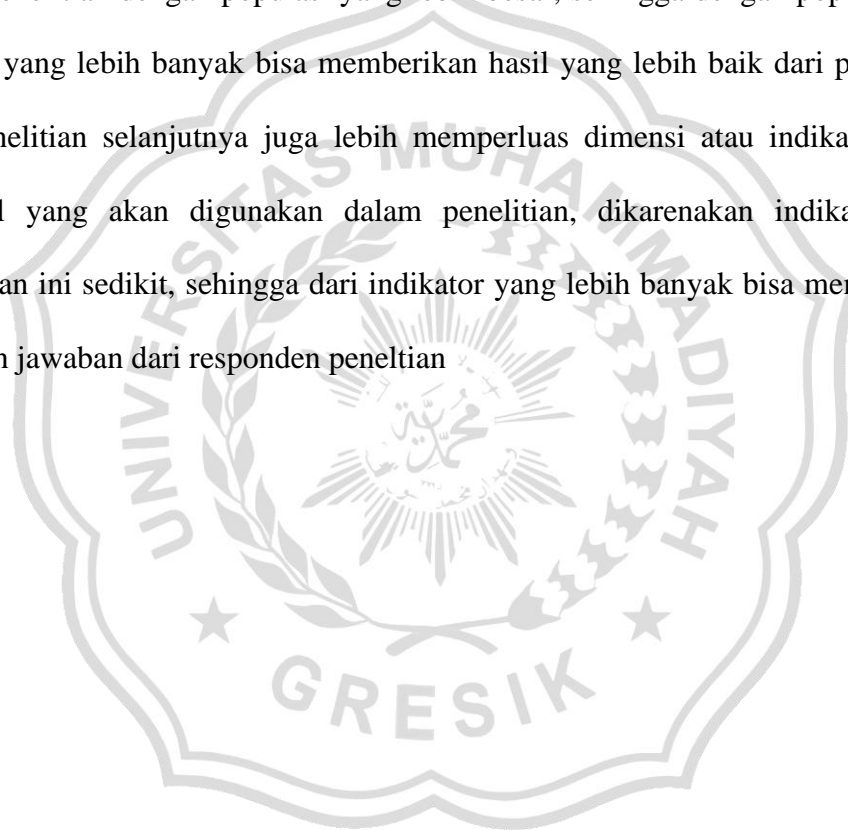 yang lebih banyak bisa memberikan hasil yang lebih baik dari p
nelitian selanjutnya juga lebih memperluas dimensi atau indika
l yang akan digunakan dalam penelitian, dikarenakan indika
an ini sedikit, sehingga dari indikator yang lebih banyak bisa mer
n jawaban dari responden peneltian
UNIVERSITAS MUHAMMADIYAH
GRESIK